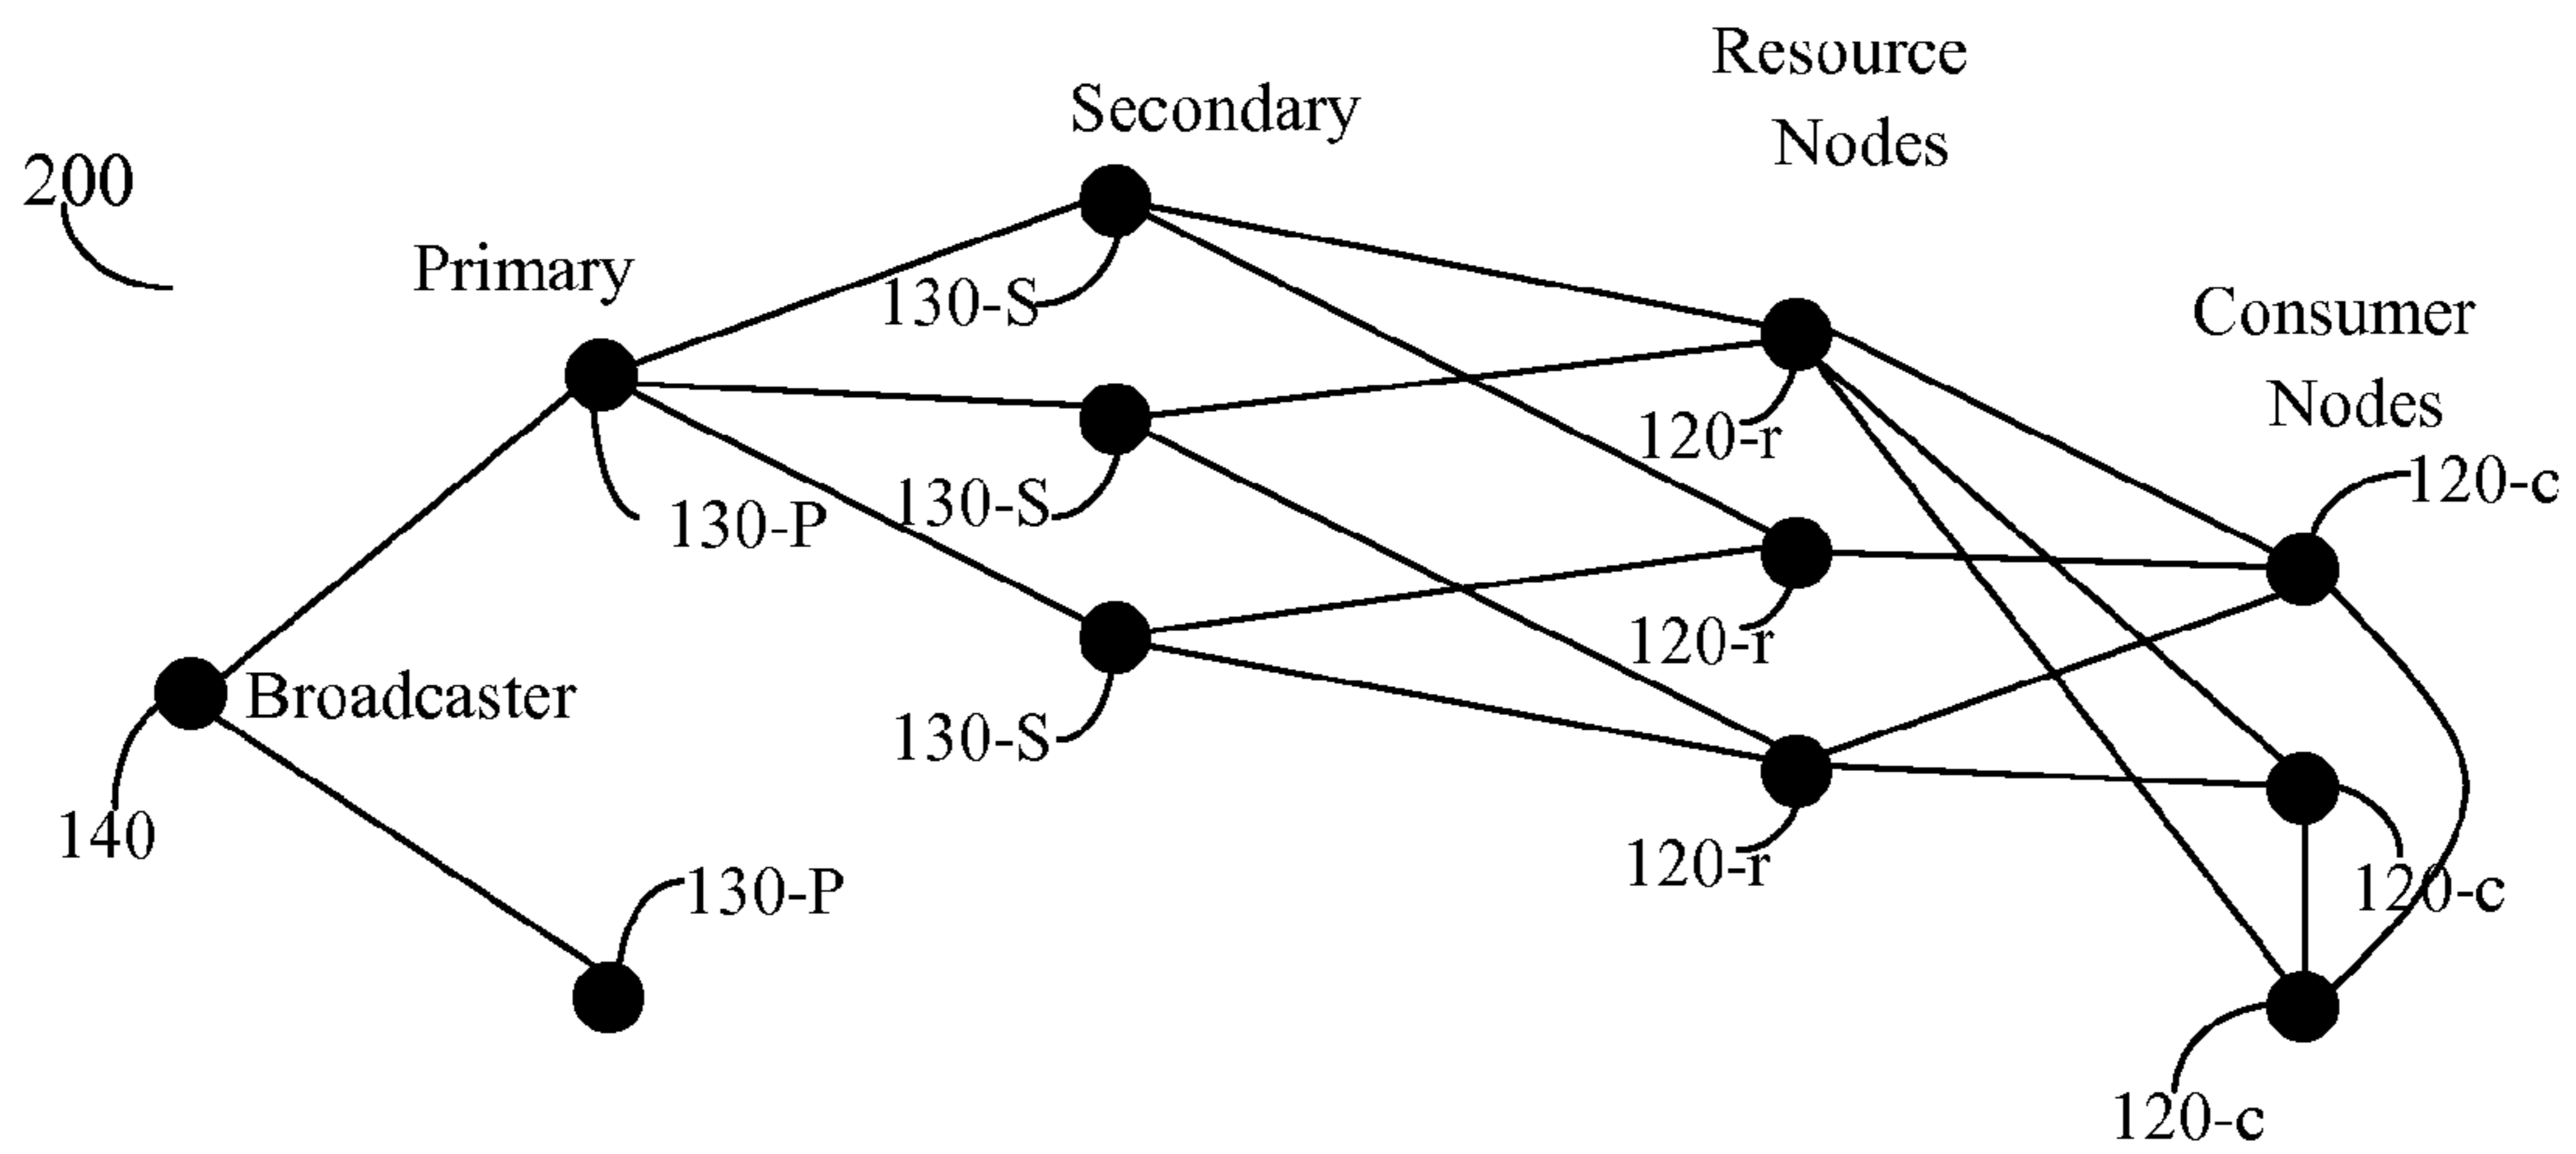 Resource
Nodes
Secondary
200
Primary
130-S
Consumer
Nodes
120-r
120-c
130-S
130-P
120-r
Broadcaster
130-S
140
120-r
130-P
120-c
120-c